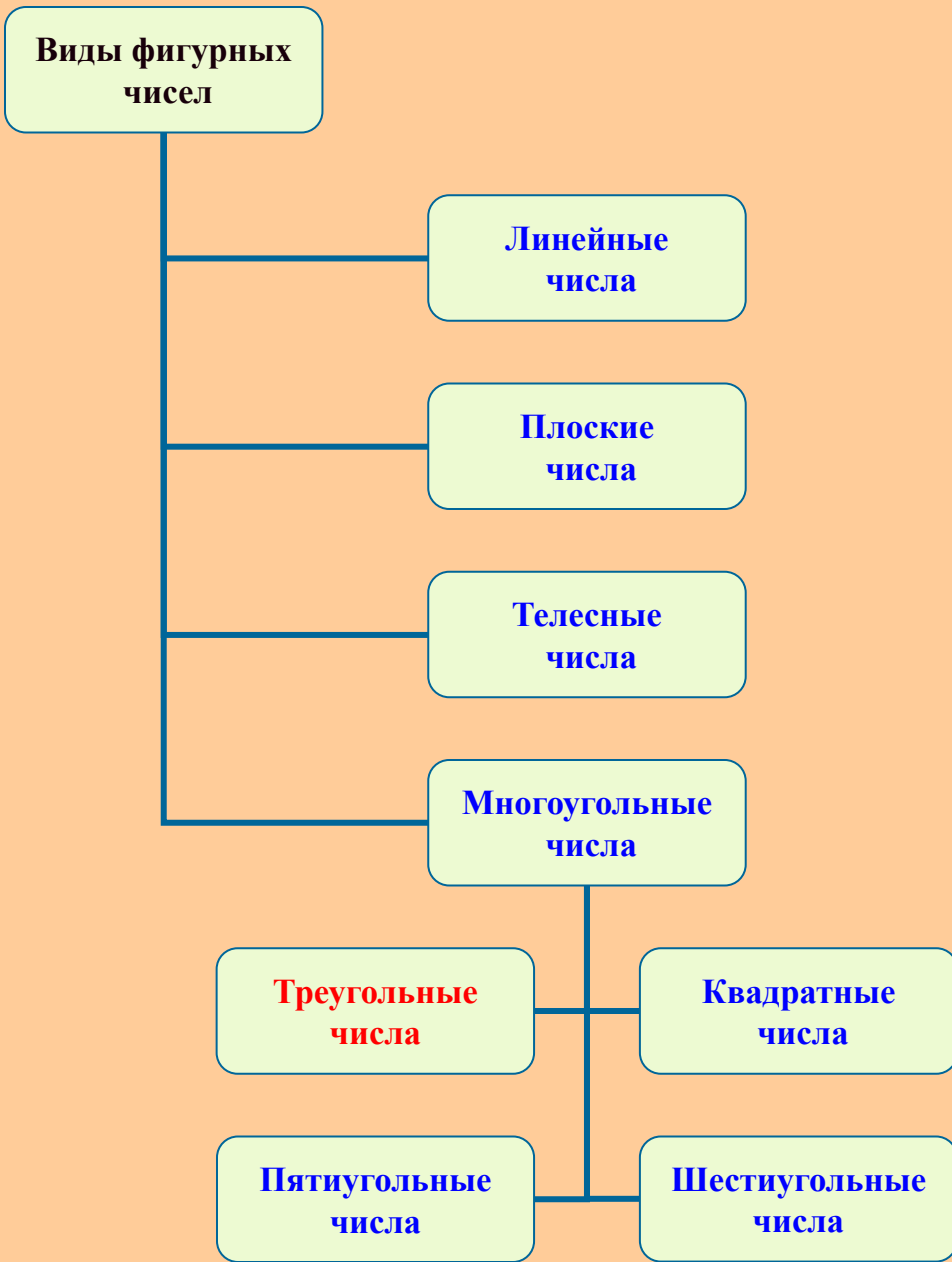 Виды фигурных
чисел
Линейные
числа
Плоские
числа
Телесные
числа
Многоугольные
числа
Треугольные
числа
Квадратные
числа
Пятиугольные
числа
Шестиугольные
числа